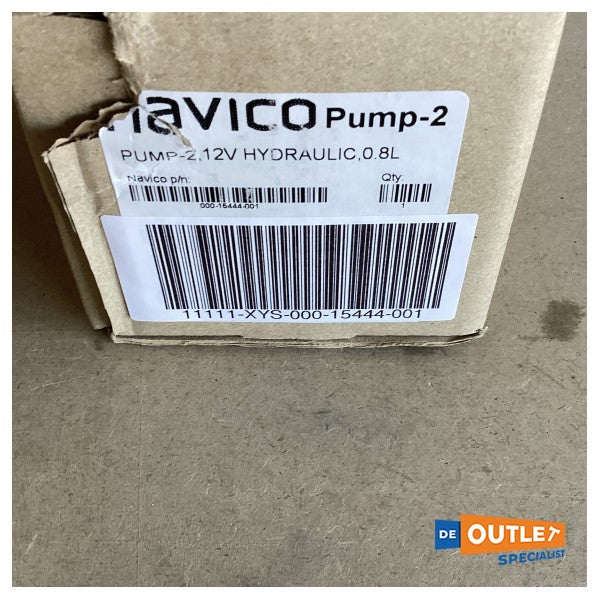 navico Pump-2
PUMP-2,12V HYDRAULIC,0.8L
Navico p/n:
Qty:
000-15444-001
1
11111-XYS-000-15444-001
DE OUTLET
SPECIALIST